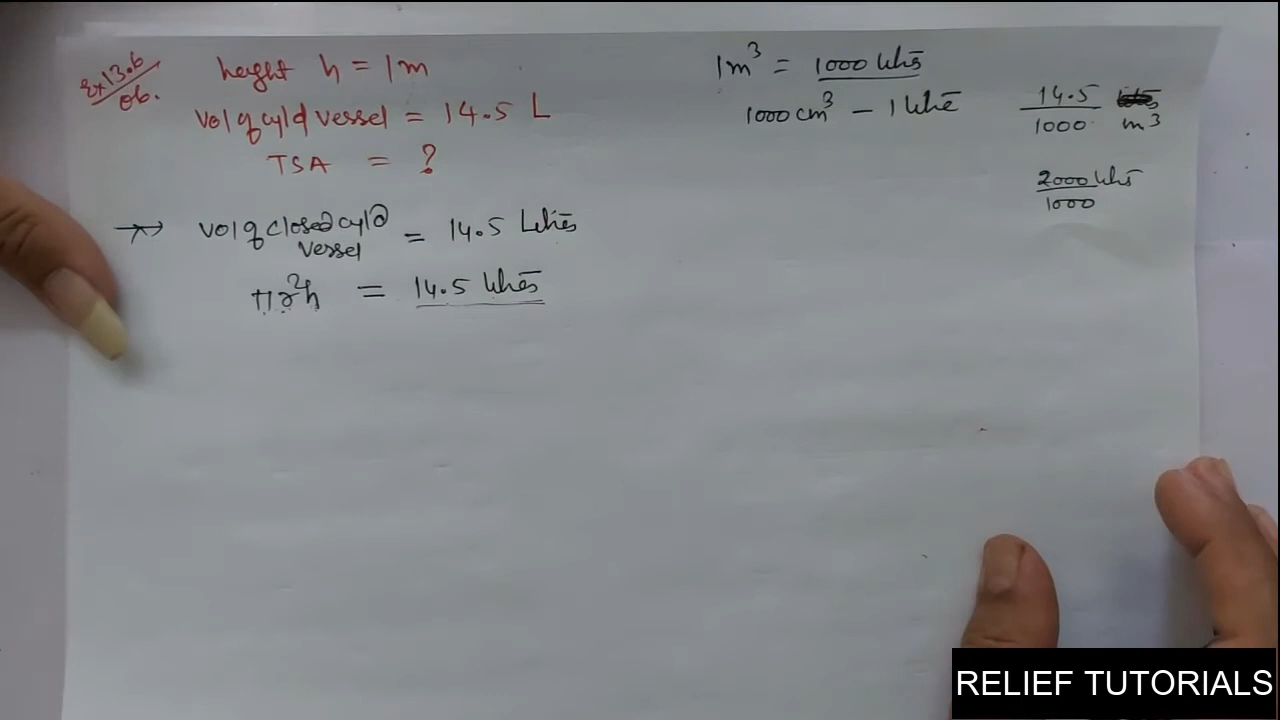 Ex 13.6
Q6.
height h = 1m
vol of cyld vessel = 14.5 L
TSA = ?
vol of closed cyld vessel = 14.5 Litres
πr²h = 14.5 litres
1m³ = 1000 litres
1000 cm³ - 1 litre
14.5
1000 m³
2000 litres
1000
RELIEF TUTORIALS